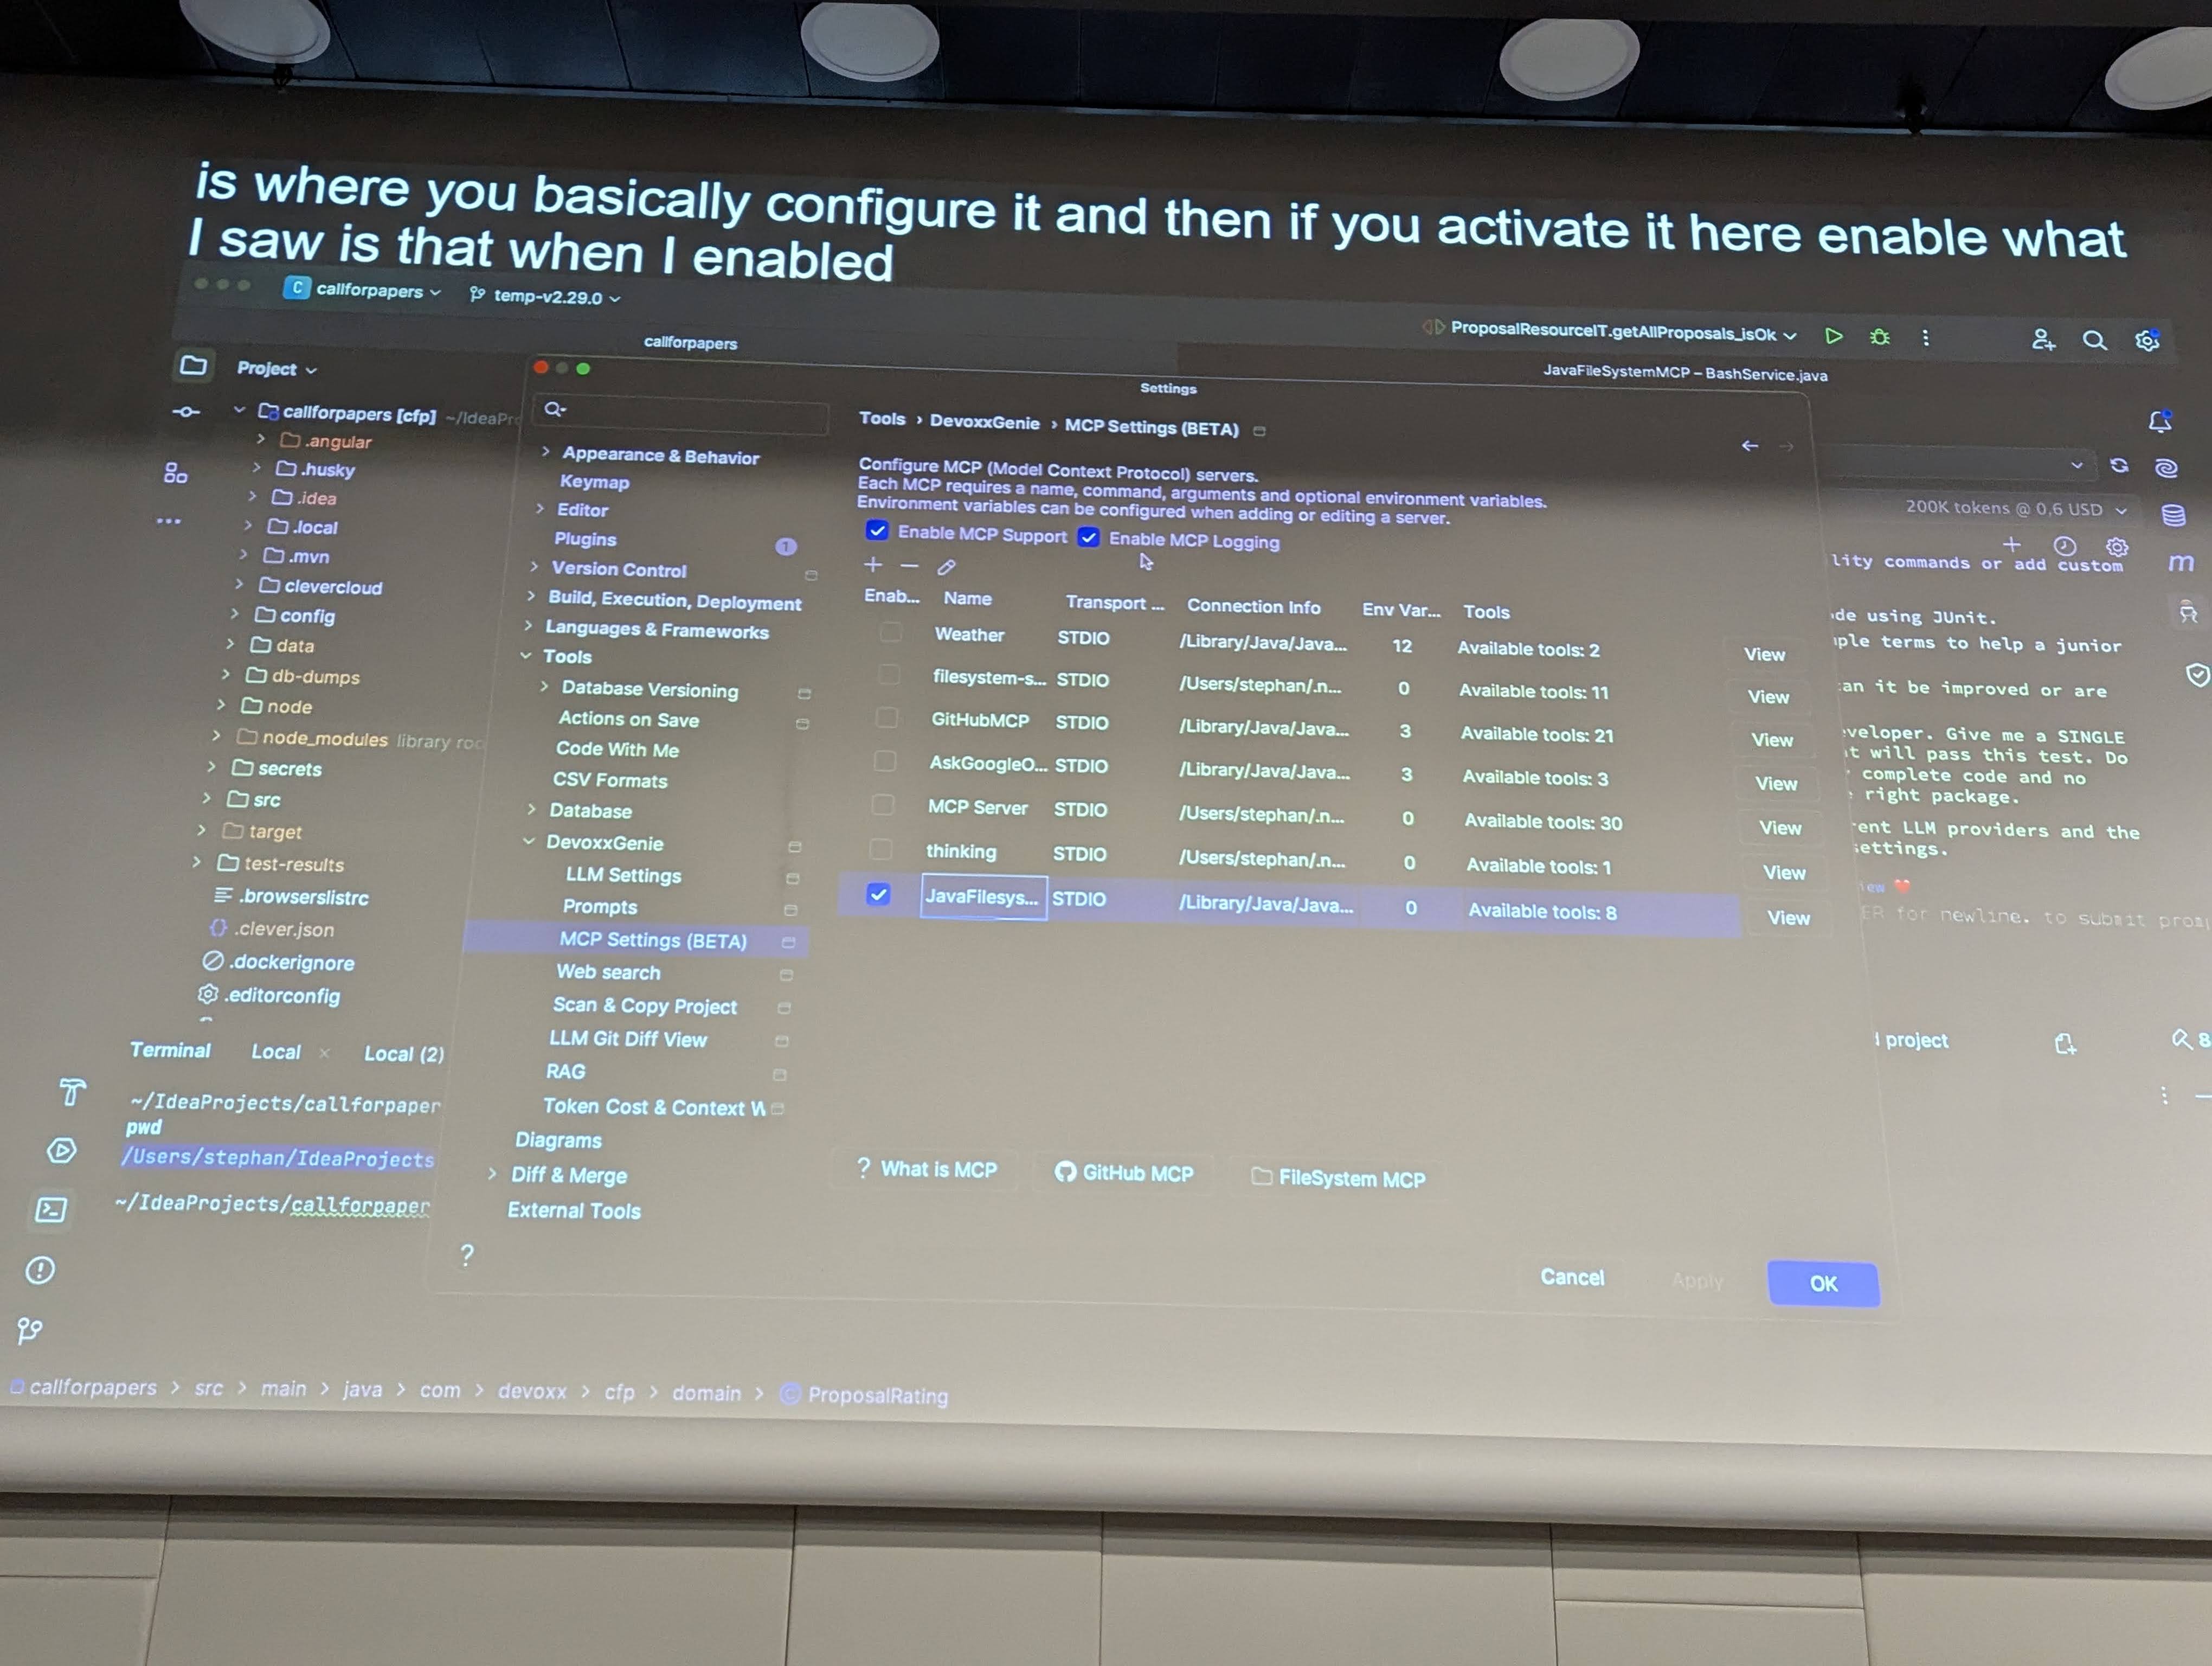 is where you basically configure it and then if you activate it here enable what
I saw is that when I enabled
C callforpapers temp-v2.29.0
ProposalResourceIT.getAllProposals_isOk
callforpapers
JavaFileSystemMCP – BashService.java
Project
callforpapers [cfp] ~/IdeaPro
.angular
.husky
.idea
.local
.mvn
clevercloud
config
data
db-dumps
node
node_modules library roo
secrets
src
target
test-results
.browserslistrc
.clever.json
.dockerignore
.editorconfig
Settings
Appearance & Behavior
Keymap
Editor
Plugins 1
Version Control
Build, Execution, Deployment
Languages & Frameworks
Tools
Database Versioning
Actions on Save
Code With Me
CSV Formats
Database
DevoxxGenie
LLM Settings
Prompts
MCP Settings (BETA)
Web search
Scan & Copy Project
LLM Git Diff View
RAG
Token Cost & Context W
Diagrams
Diff & Merge
External Tools
?
Tools › DevoxxGenie › MCP Settings (BETA)
Configure MCP (Model Context Protocol) servers.
Each MCP requires a name, command, arguments and optional environment variables.
Environment variables can be configured when adding or editing a server.
Enable MCP Support Enable MCP Logging
Enab... Name Transport ... Connection Info Env Var... Tools
Weather STDIO /Library/Java/Java... 12 Available tools: 2 View
filesystem-s... STDIO /Users/stephan/.n... 0 Available tools: 11 View
GitHubMCP STDIO /Library/Java/Java... 3 Available tools: 21 View
AskGoogleO... STDIO /Library/Java/Java... 3 Available tools: 3 View
MCP Server STDIO /Users/stephan/.n... 0 Available tools: 30 View
thinking STDIO /Users/stephan/.n... 0 Available tools: 1 View
JavaFilesys... STDIO /Library/Java/Java... 0 Available tools: 8 View
? What is MCP GitHub MCP FileSystem MCP
Cancel Apply OK
200K tokens @ 0,6 USD
lity commands or add custom
de using JUnit.
ple terms to help a junior
an it be improved or are
veloper. Give me a SINGLE
t will pass this test. Do
complete code and no
right package.
rent LLM providers and the
settings.
ew ❤️
ER for newline. to submit prom
project
8
m
Terminal Local × Local (2)
~/IdeaProjects/callforpaper
pwd
/Users/stephan/IdeaProjects
~/IdeaProjects/callforpaper
callforpapers > src > main > java > com > devoxx > cfp > domain > ProposalRating